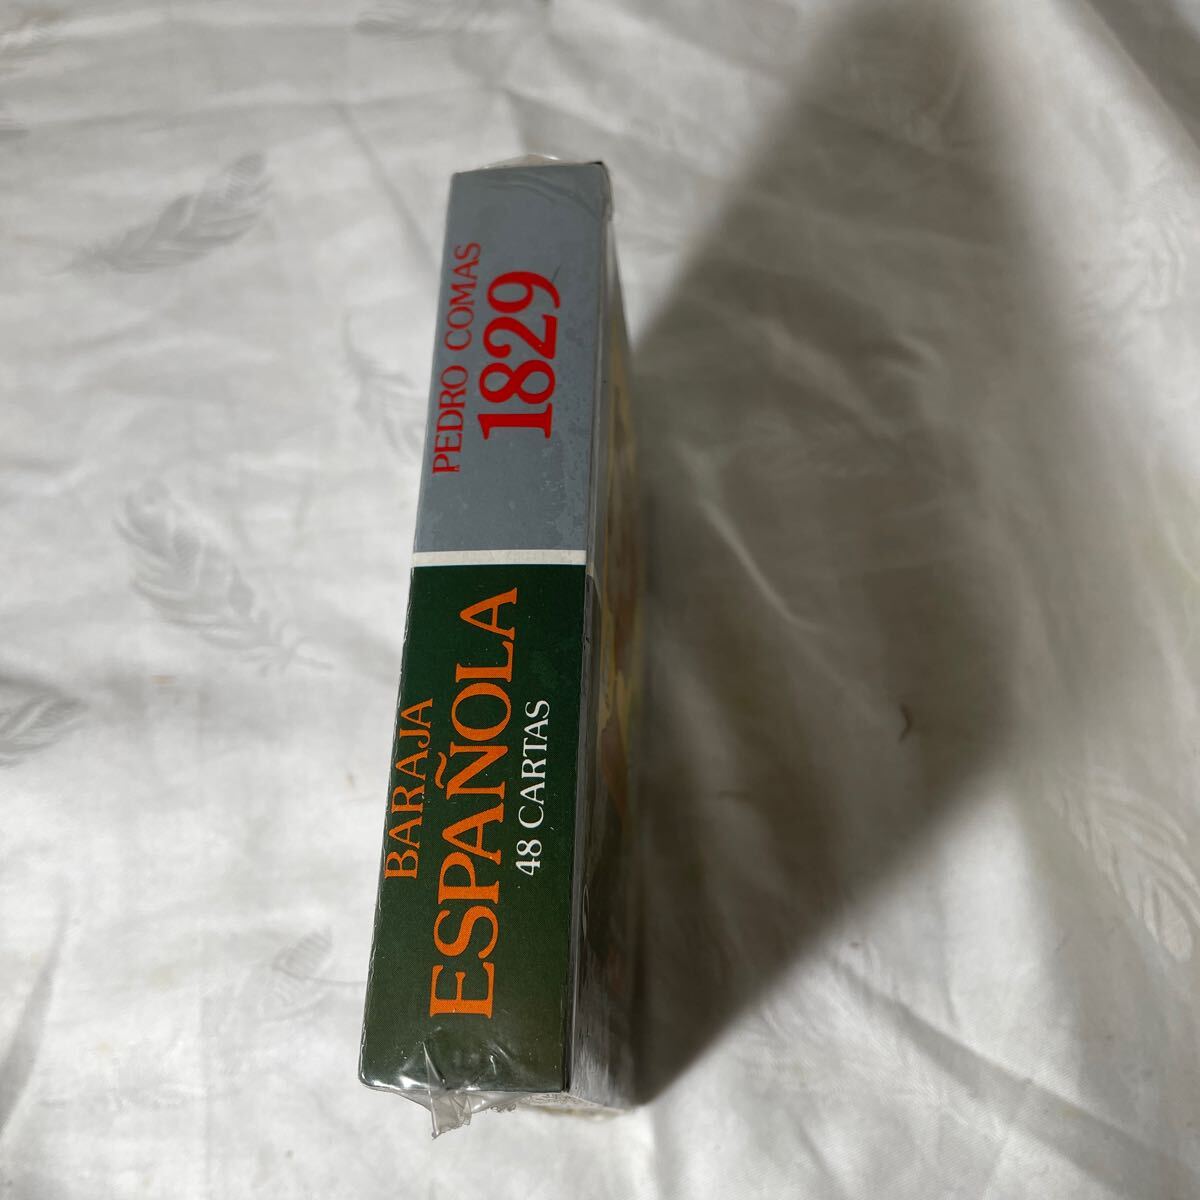 BARAJA
ESPAÑOLA
48 CARTAS
PEDRO COMAS
1829